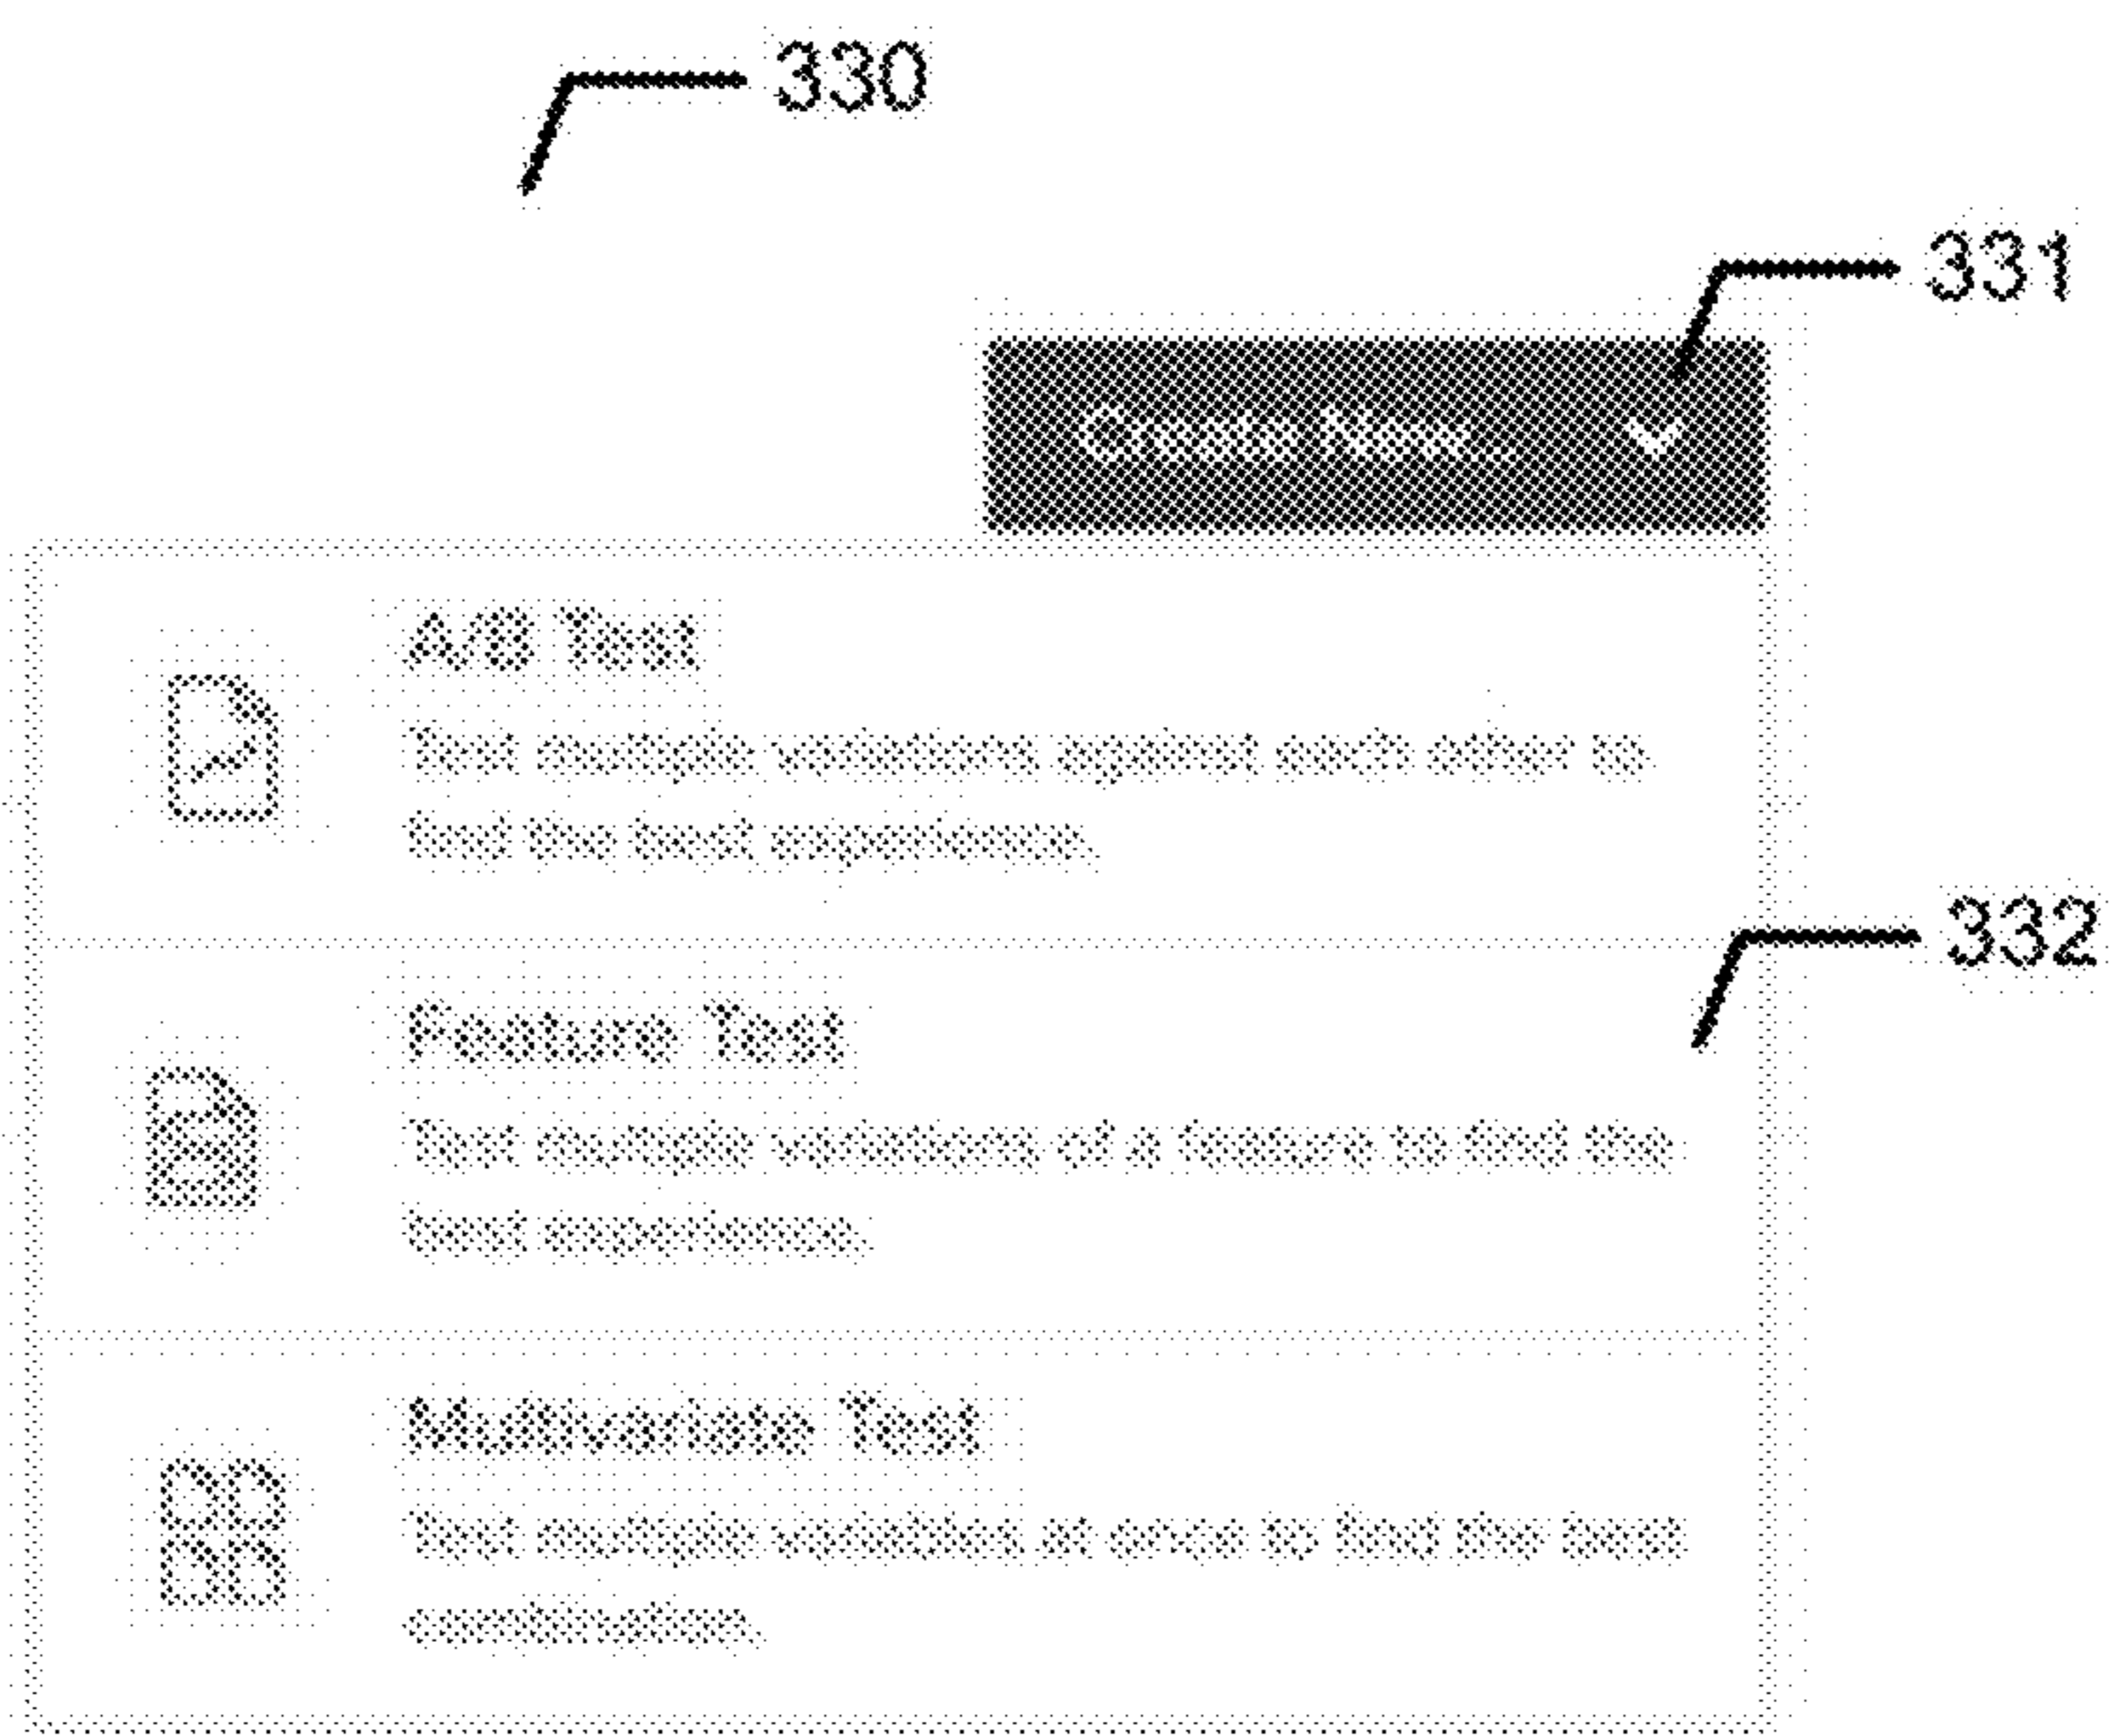 330
331
Create New...
A/B Test
Test multiple variations against each other to
find the best experience.
332
Feature Test
Test multiple variations of a feature to find the
best experience.
Multivariate Test
Test multiple variables at once to find the best
combination.